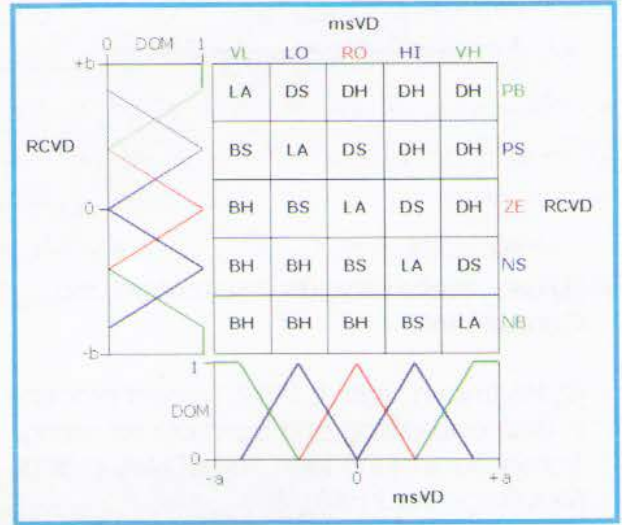 msVD
0 DOM 1 VL LO RO HI VH
+b
LA DS DH DH DH PB
RCVD BS LA DS DH DH PS
0 BH BS LA DS DH ZE RCVD
BH BH BS LA DS NS
BH BH BH BS LA NB
-b
1
DOM
0
-a 0 +a
msVD